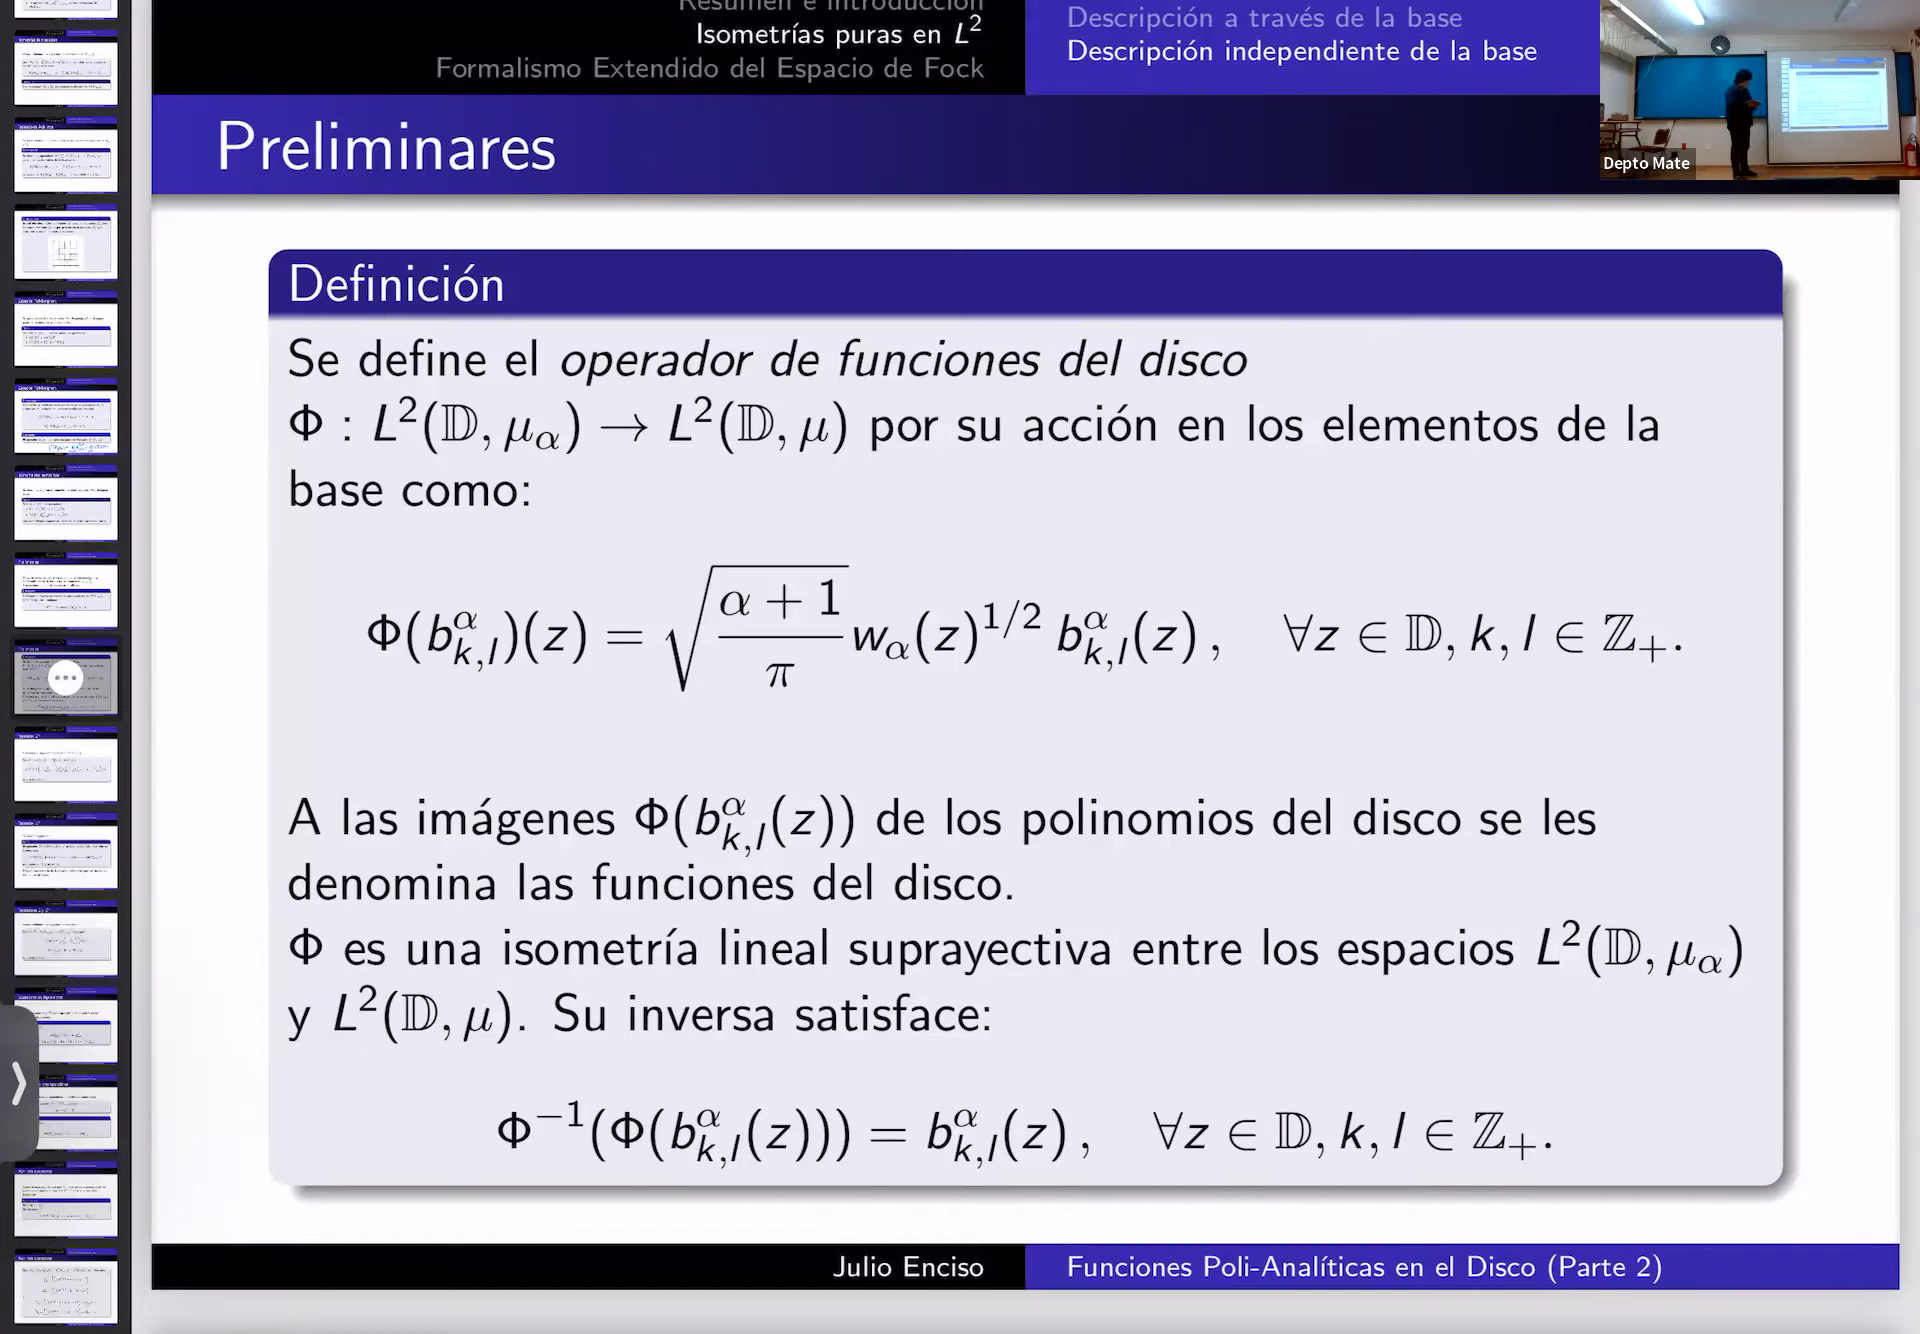 Resumen e Introducción
Isometrías puras en L²
Formalismo Extendido del Espacio de Fock
Descripción a través de la base
Descripción independiente de la base
Depto Mate
Preliminares
Definición
Se define el operador de funciones del disco
Φ : L²(𝔻, μ_α) → L²(𝔻, μ) por su acción en los elementos de la
base como:
Φ(b^α_{k,l})(z) = √((α + 1)/π) w_α(z)^{1/2} b^α_{k,l}(z), ∀z ∈ 𝔻, k, l ∈ ℤ₊.
A las imágenes Φ(b^α_{k,l}(z)) de los polinomios del disco se les
denomina las funciones del disco.
Φ es una isometría lineal suprayectiva entre los espacios L²(𝔻, μ_α)
y L²(𝔻, μ). Su inversa satisface:
Φ^{−1}(Φ(b^α_{k,l}(z))) = b^α_{k,l}(z), ∀z ∈ 𝔻, k, l ∈ ℤ₊.
Julio Enciso
Funciones Poli-Analíticas en el Disco (Parte 2)